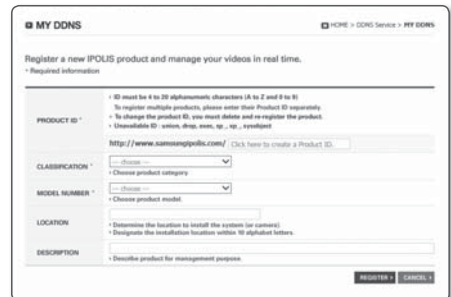 MY DDNS
HOME > DDNS Service > MY DDNS
Register a new IPOLIS product and manage your videos in real time.
* Required information
PRODUCT ID *
› ID must be 4 to 20 alphanumeric characters (A to Z and 0 to 9)
To register multiple products, please enter their Product ID separately.
› To change the product ID, you must delete and re-register the product.
› Unavailable ID : union, drop, exec, sp_, xp_, sysobject
http://www.samsungipolis.com/ Click here to create a Product ID.
CLASSIFICATION *
--- choose ---
› Choose product category
MODEL NUMBER *
--- choose ---
› Choose product model.
LOCATION
› Determine the location to install the system (or camera)
› Designate the installation location within 10 alphabet letters.
DESCRIPTION
› Describe product for management purpose.
REGISTER › CANCEL ›